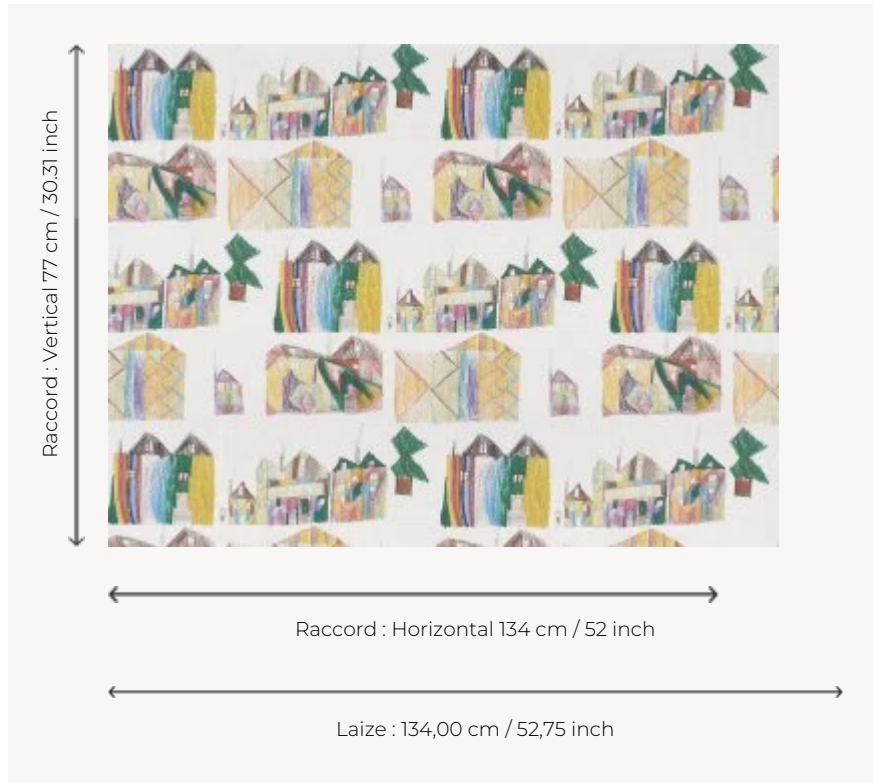 Raccord : Vertical 77 cm / 30.31 inch
Raccord : Horizontal 134 cm / 52 inch
Laize : 134,00 cm / 52,75 inch